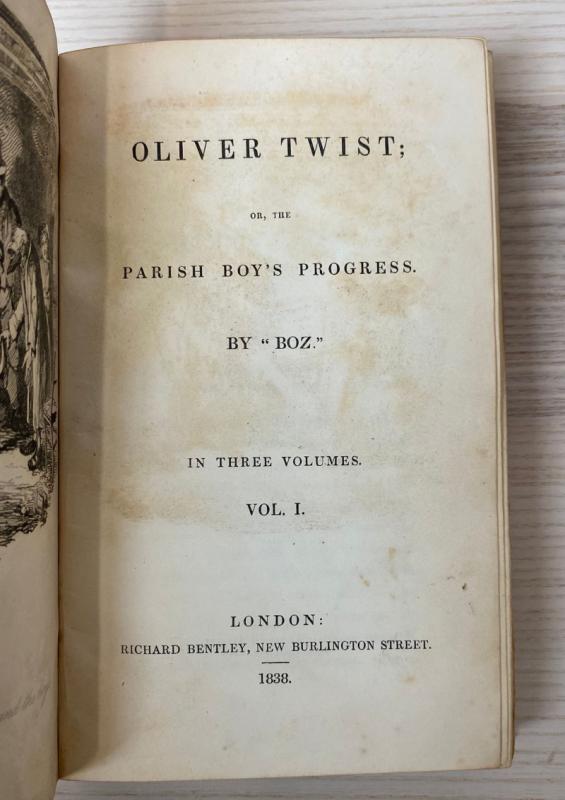 OLIVER TWIST;
OR, THE
PARISH BOY'S PROGRESS.
BY “ BOZ.”
IN THREE VOLUMES.
VOL. I.
LONDON:
RICHARD BENTLEY, NEW BURLINGTON STREET.
1838.